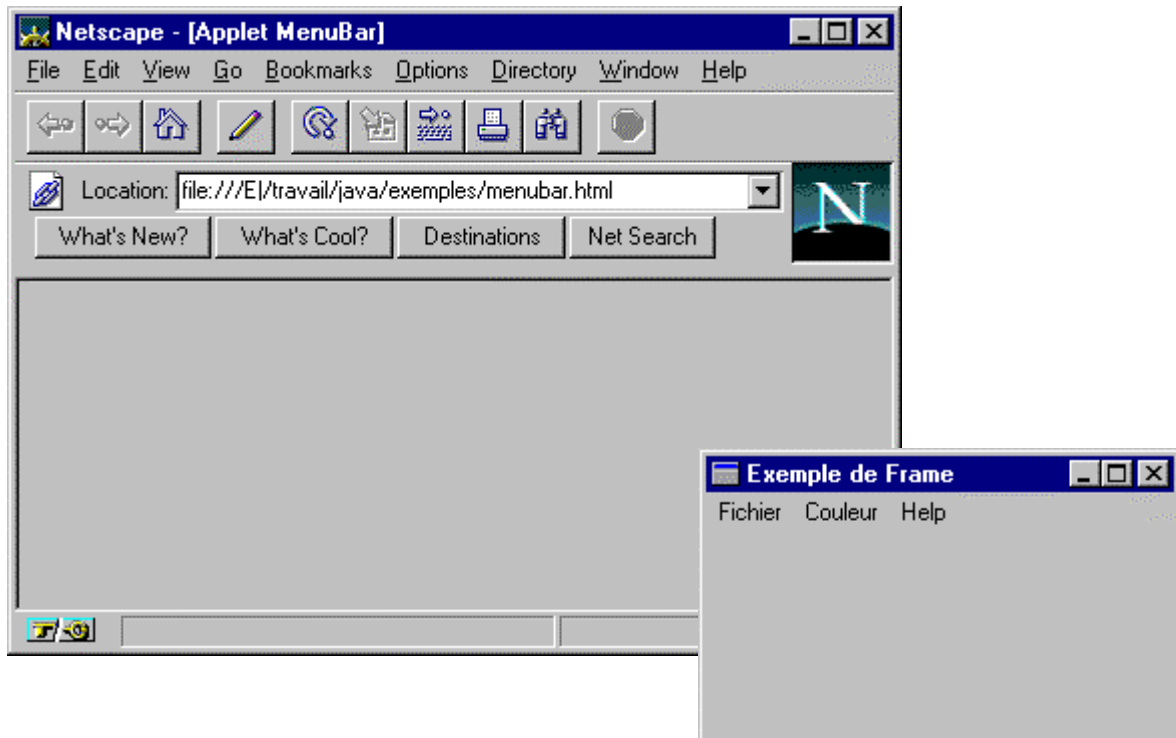 Netscape - [Applet MenuBar]
File Edit View Go Bookmarks Options Directory Window Help
Location: file:///E|/travail/java/exemples/menubar.html
N
What's New? What's Cool? Destinations Net Search
Exemple de Frame
Fichier Couleur Help